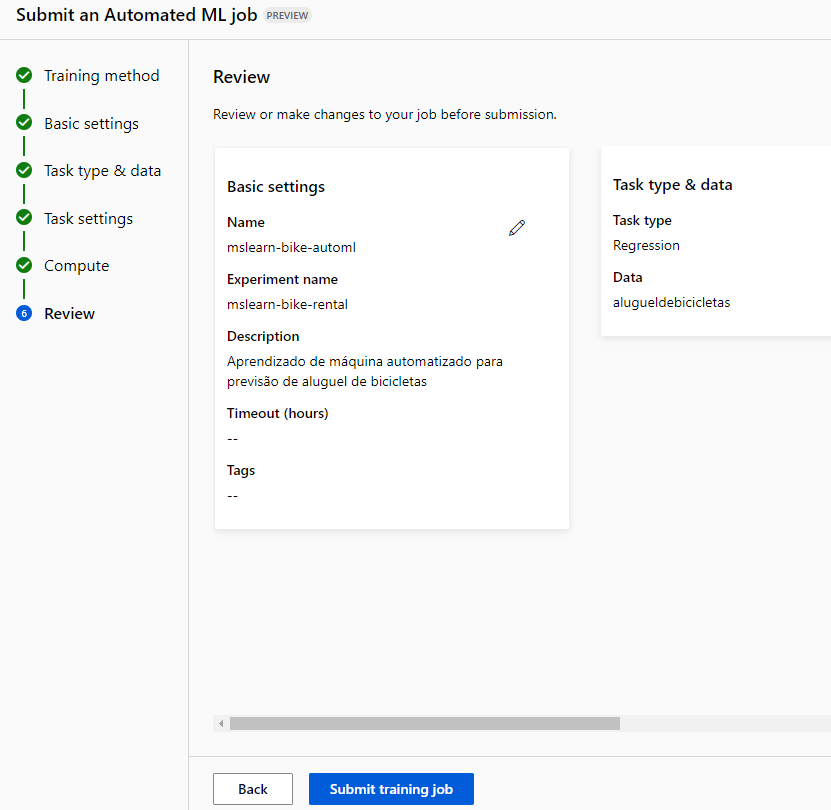 Submit an Automated ML job PREVIEW
Training method
Basic settings
Task type & data
Task settings
Compute
6 Review
Review
Review or make changes to your job before submission.
Basic settings
Name
mslearn-bike-automl
Experiment name
mslearn-bike-rental
Description
Aprendizado de máquina automatizado para
previsão de aluguel de bicicletas
Timeout (hours)
--
Tags
--
Task type & data
Task type
Regression
Data
alugueldebicicletas
Back
Submit training job